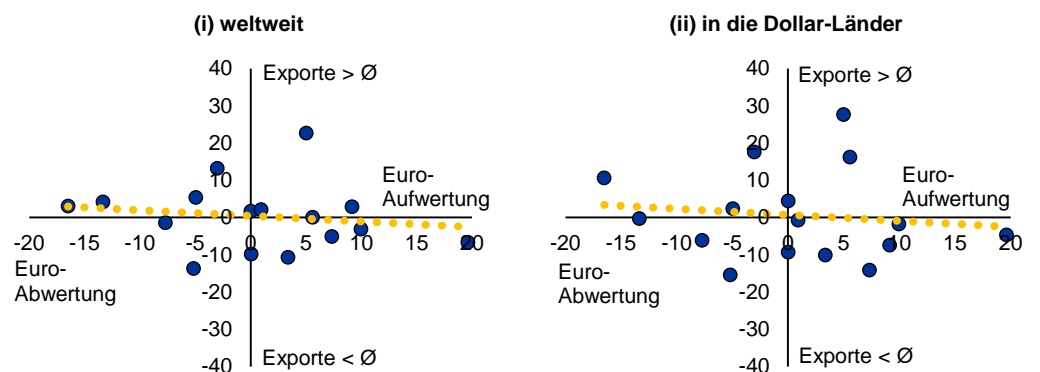 (i) weltweit
40
Exporte > Ø
30
20
10
Euro-
Aufwertung
0
-20 -15 -10 -5 0 5 10 15 20
Euro-
Abwertung
-10
-20
-30
Exporte < Ø
-40
(ii) in die Dollar-Länder
40
Exporte > Ø
30
20
10
Euro-
Aufwertung
0
-20 -15 -10 -5 0 5 10 15 20
Euro-
Abwertung
-10
-20
-30
Exporte < Ø
-40